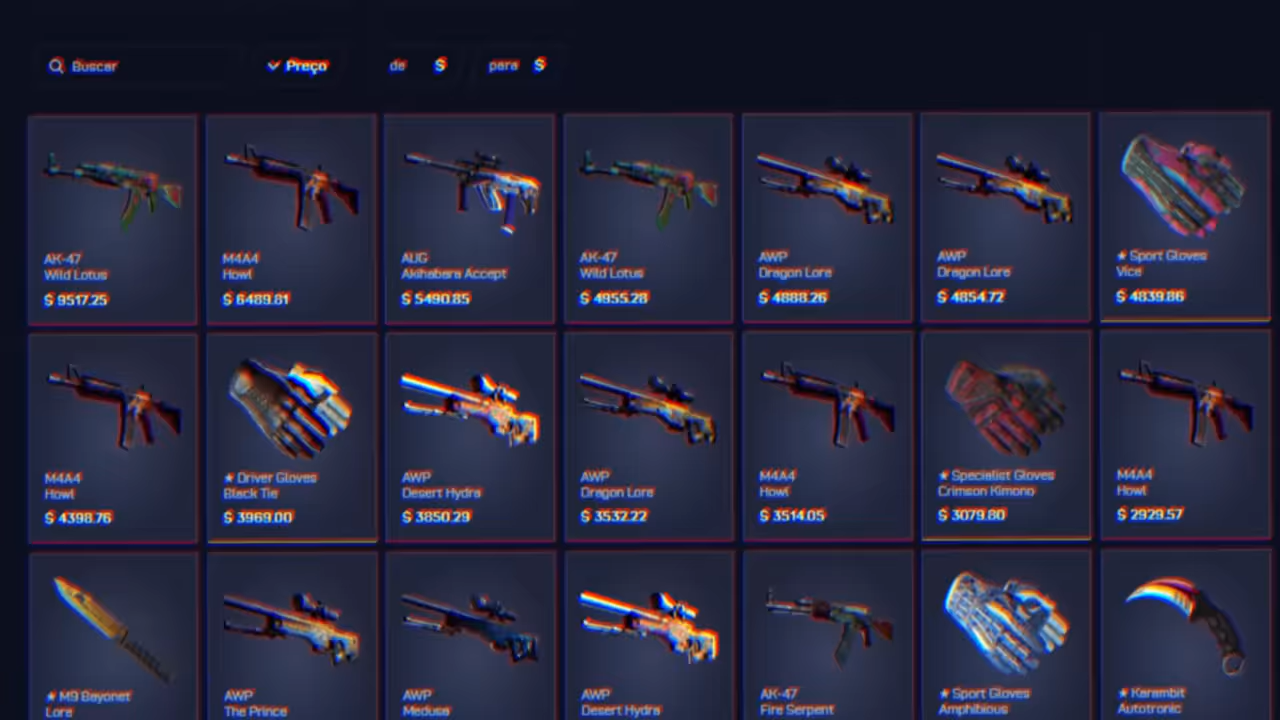 Buscar
Preço
de $
para $
AK-47
Wild Lotus
$ 9517.25
M4A4
Howl
$ 6489.81
AUG
Akihabara Accept
$ 5490.85
AK-47
Wild Lotus
$ 4955.28
AWP
Dragon Lore
$ 4888.26
AWP
Dragon Lore
$ 4854.72
★ Sport Gloves
Vice
$ 4839.86
M4A4
Howl
$ 4398.76
★ Driver Gloves
Black Tie
$ 3969.00
AWP
Desert Hydra
$ 3850.29
AWP
Dragon Lore
$ 3532.22
M4A4
Howl
$ 3514.05
★ Specialist Gloves
Crimson Kimono
$ 3079.80
M4A4
Howl
$ 2929.57
★ M9 Bayonet
Lore
AWP
The Prince
AWP
Medusa
AWP
Desert Hydra
AK-47
Fire Serpent
★ Sport Gloves
Amphibious
★ Karambit
Autotronic